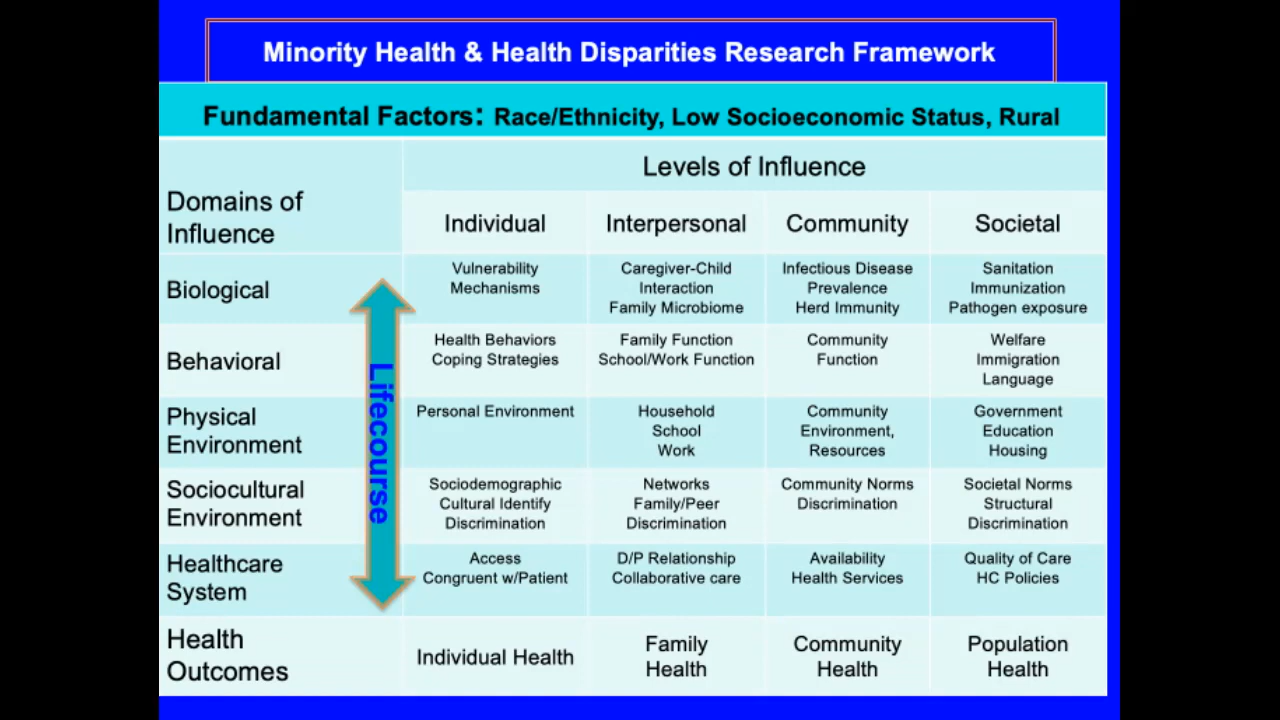 Minority Health & Health Disparities Research Framework
Fundamental Factors: Race/Ethnicity, Low Socioeconomic Status, Rural
Levels of Influence
Domains of
Influence
Individual
Interpersonal
Community
Societal
Biological
Vulnerability
Mechanisms
Caregiver-Child
Interaction
Family Microbiome
Infectious Disease
Prevalence
Herd Immunity
Sanitation
Immunization
Pathogen exposure
Lifecourse
Behavioral
Health Behaviors
Coping Strategies
Family Function
School/Work Function
Community
Function
Welfare
Immigration
Language
Physical
Environment
Personal Environment
Household
School
Work
Community
Environment,
Resources
Government
Education
Housing
Sociocultural
Environment
Sociodemographic
Cultural Identify
Discrimination
Networks
Family/Peer
Discrimination
Community Norms
Discrimination
Societal Norms
Structural
Discrimination
Healthcare
System
Access
Congruent w/Patient
D/P Relationship
Collaborative care
Availability
Health Services
Quality of Care
HC Policies
Health
Outcomes
Individual Health
Family
Health
Community
Health
Population
Health